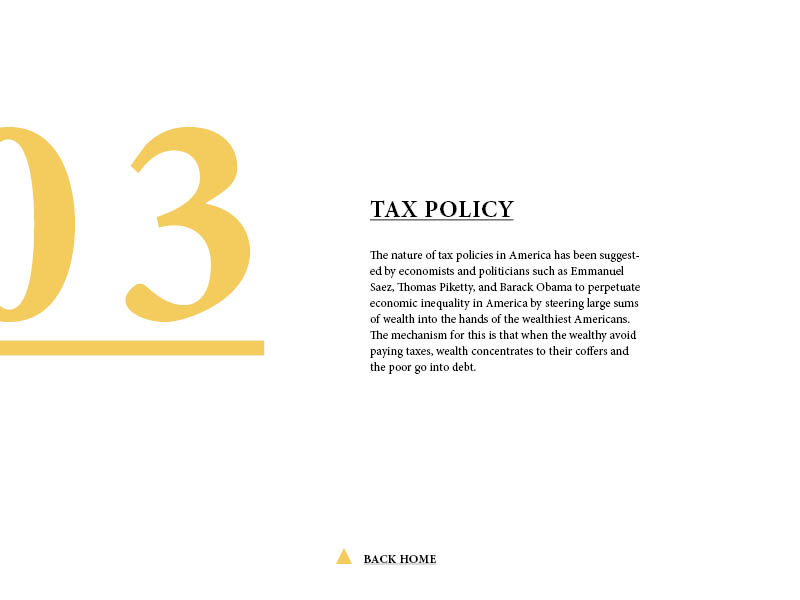 03
TAX POLICY
The nature of tax policies in America has been suggest-
ed by economists and politicians such as Emmanuel
Saez, Thomas Piketty, and Barack Obama to perpetuate
economic inequality in America by steering large sums
of wealth into the hands of the wealthiest Americans.
The mechanism for this is that when the wealthy avoid
paying taxes, wealth concentrates to their coffers and
the poor go into debt.
BACK HOME